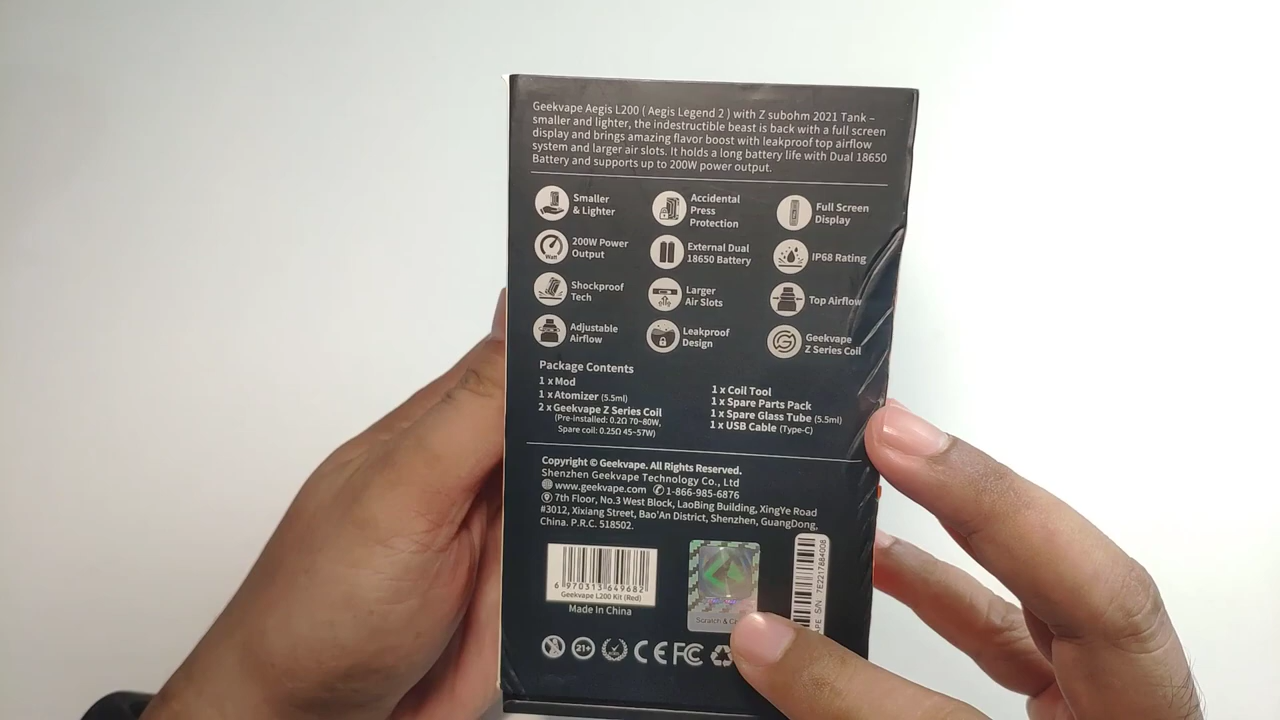 Geekvape Aegis L200 ( Aegis Legend 2 ) with Z subohm 2021 Tank –
smaller and lighter, the indestructible beast is back with a full screen
display and brings amazing flavor boost with leakproof top airflow
system and larger air slots. It holds a long battery life with Dual 18650
Battery and supports up to 200W power output.
Smaller
& Lighter
Accidental
Press
Protection
Full Screen
Display
Watt
200W Power
Output
External Dual
18650 Battery
IP68 Rating
Shockproof
Tech
Larger
Air Slots
Top Airflow
Adjustable
Airflow
Leakproof
Design
Geekvape
Z Series Coil
Package Contents
1 x Mod
1 x Atomizer (5.5ml)
2 x Geekvape Z Series Coil
(Pre-installed: 0.2Ω 70~80W,
Spare coil: 0.25Ω 45~57W)
1 x Coil Tool
1 x Spare Parts Pack
1 x Spare Glass Tube (5.5ml)
1 x USB Cable (Type-C)
Copyright © Geekvape. All Rights Reserved.
Shenzhen Geekvape Technology Co., Ltd
www.geekvape.com 1-866-985-6876
7th Floor, No.3 West Block, LaoBing Building, XingYe Road
#3012, Xixiang Street, Bao'An District, Shenzhen, GuangDong,
China. P.R.C. 518502.
6 970313 649682
Geekvape L200 Kit (Red)
Made In China
Scratch &
S/N: 7E2217884008
21+
CE FC